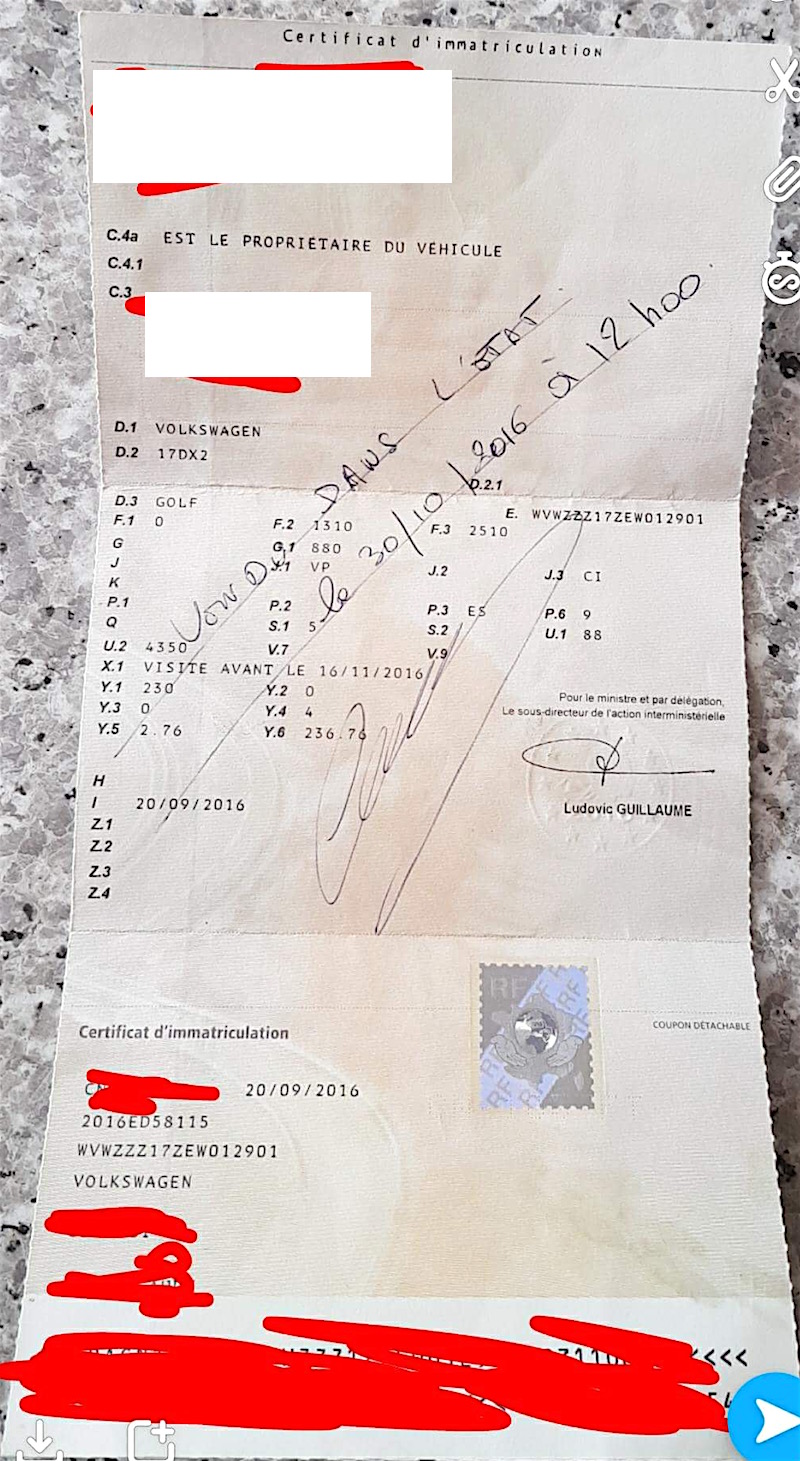 Certificat d'immatriculation
C.4a EST LE PROPRIETAIRE DU VEHICULE
C.4.1
C.3
D.1 VOLKSWAGEN
D.2 17DX2
D.2.1
D.3 GOLF
E. WVWZZZ17ZEW012901
F.1 0 F.2 1310 F.3 2510
G G.1 880
J J.1 VP J.2 J.3 CI
K
P.1 P.2 P.3 ES P.6 9
Q S.1 5 S.2 U.1 88
U.2 4350 V.7 V.9
X.1 VISITE AVANT LE 16/11/2016
Y.1 230 Y.2 0
Y.3 0 Y.4 4
Y.5 2.76 Y.6 236.76
DANS L'ETAT
le 30/10/2016 à 12 h00
Pour le ministre et par délégation,
Le sous-directeur de l'action interministérielle
Ludovic GUILLAUME
H
I 20/09/2016
Z.1
Z.2
Z.3
Z.4
RF
Certificat d'immatriculation
COUPON DÉTACHABLE
20/09/2016
2016ED58115
WVWZZZ17ZEW012901
VOLKSWAGEN
<<<